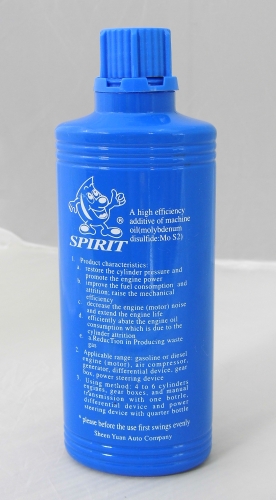 ®
SPIRIT
A high efficiency
additive of machine
oil(molybdenum
disulfide:Mo S2)
1. Product characteristics:
a. restore the cylinder pressure and
promote the engine power
b. improve the fuel consumption: and
attrition: raise the mechanical
efficiency
c. decrease the engine (motor) noise
and extend the engine life
d. efficiently abate the engine oil
consumption which is due to the
cylinder attrition
e. a.ReducTion in Producing waste
gas
2. Applicable range: gasoline or diesel
engine (motor), air compressor,
generator, differential device, gear
box, power steering device
3. Using method: 4 to 6 cylinders
engines, gear boxes, and manual
transmission with one bottle,
differential device and power
steering device with quarter bottle
* please before the use first swings evenly.
Sheen Yuan Auto Company